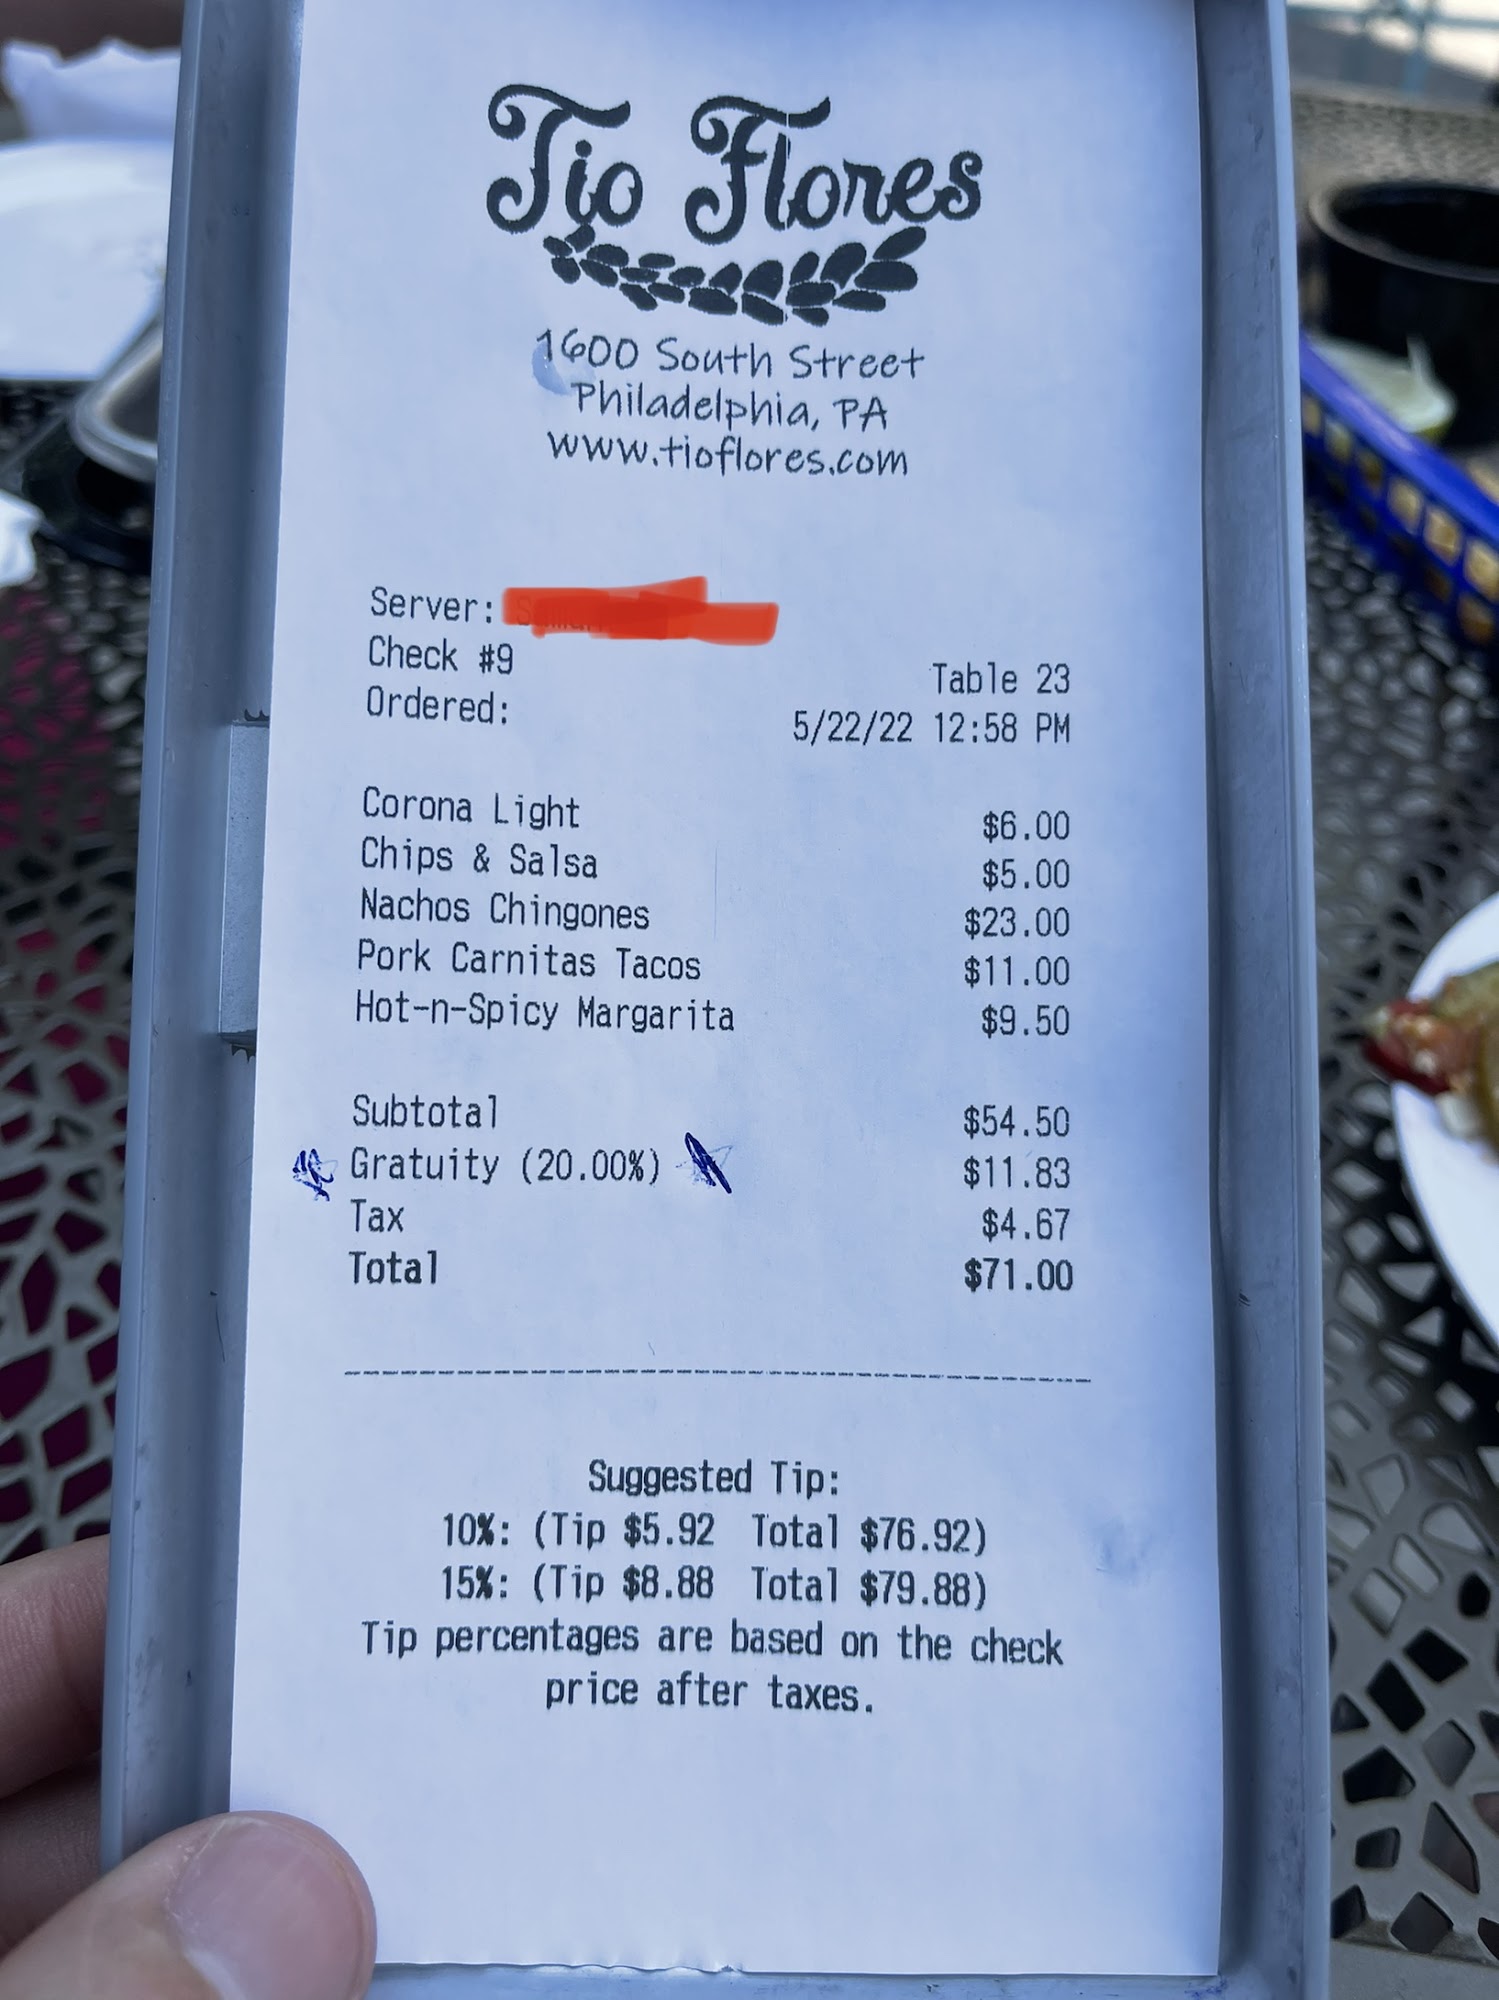 Tio Flores
1600 South Street
Philadelphia, PA
www.tioflores.com
Server:
Check #9
Table 23
Ordered:
5/22/22 12:58 PM
Corona Light $6.00
Chips & Salsa $5.00
Nachos Chingones $23.00
Pork Carnitas Tacos $11.00
Hot-n-Spicy Margarita $9.50
Subtotal $54.50
Gratuity (20.00%) $11.83
Tax $4.67
Total $71.00
Suggested Tip:
10%: (Tip $5.92 Total $76.92)
15%: (Tip $8.88 Total $79.88)
Tip percentages are based on the check
price after taxes.